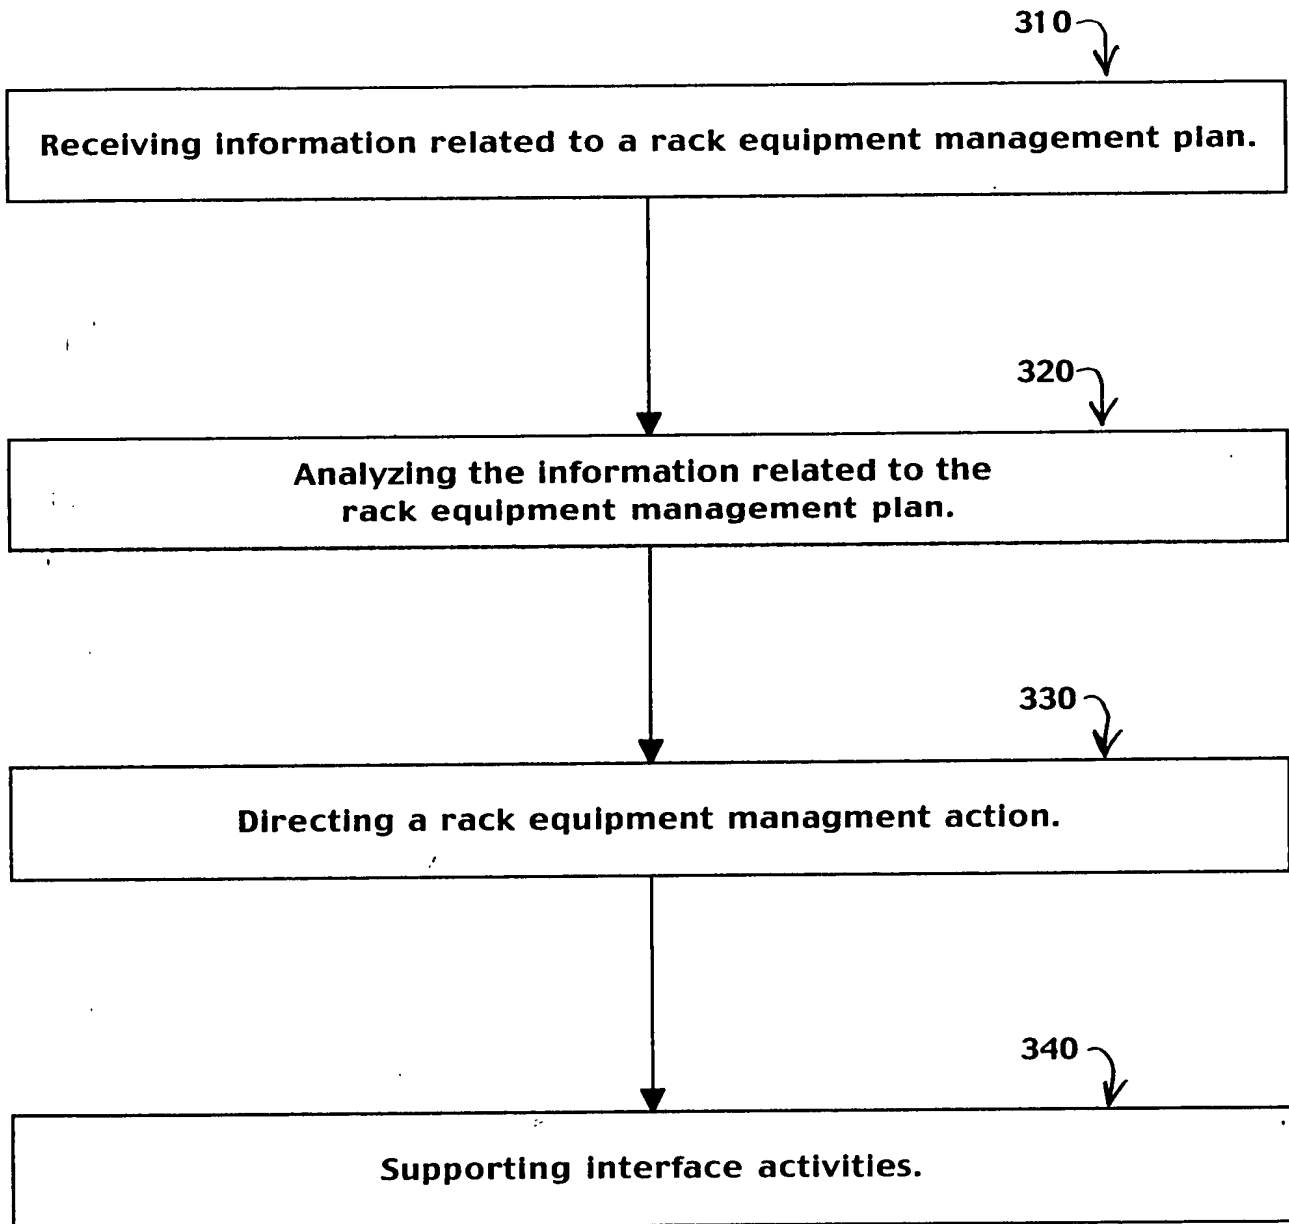 310
Receiving information related to a rack equipment management plan.
320
Analyzing the information related to the
rack equipment management plan.
330
Directing a rack equipment managment action.
340
Supporting interface activities.